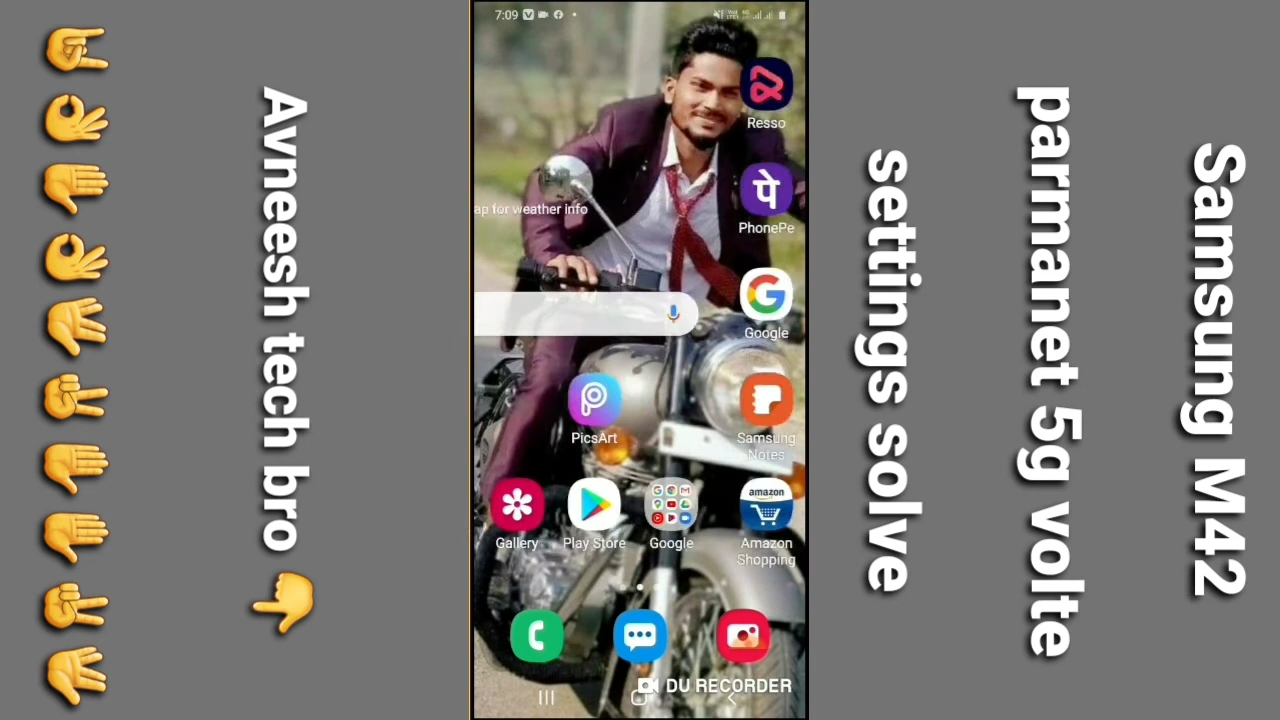 Samsung M42
parmanet 5g volte
settings solve
Avneesh tech bro
7:09
Resso
ap for weather info
PhonePe
Google
PicsArt
Samsung
Notes
amazon
Gallery
Play Store
Google
Amazon
Shopping
DU RECORDER